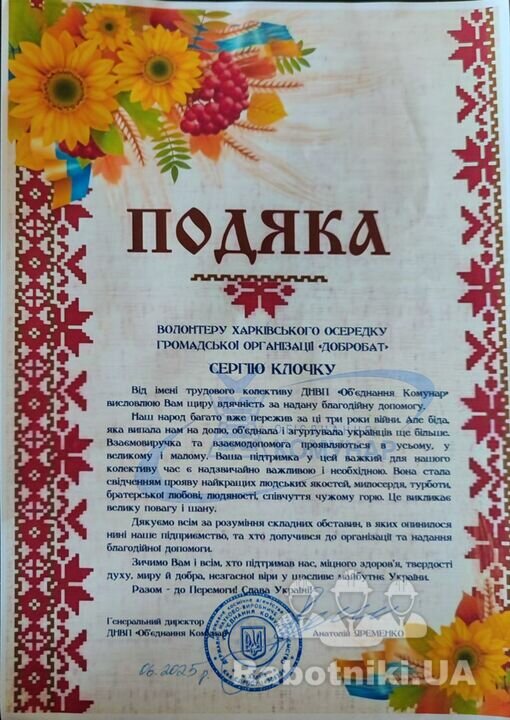 ПОДЯКА
ВОЛОНТЕРУ ХАРКІВСЬКОГО ОСЕРЕДКУ
ГРОМАДСЬКОЇ ОРГАНІЗАЦІЇ «ДОБРОБАТ»
СЕРГІЮ КЛОЧКУ
Від імені трудового колективу ДНВП «Об'єднання Комунар»
висловлюю Вам щиру вдячність за надану благодійну допомогу.
Наш народ багато вже пережив за ці три роки війни. Але біда,
яка випала нам на долю, об'єднала і згуртувала українців ще більше.
Взаємовиручка та взаємодопомога проявляються в усьому, у
великому і малому. Ваша підтримка у цей важкий для нашого
колективу час є надзвичайно важливою і необхідною. Вона стала
свідченням прояву найкращих людських якостей, милосердя, турботи,
братерської любові, людяності, співчуття чужому горю. Це викликає
велику повагу і шану.
Дякуємо всім за розуміння складних обставин, в яких опинилося
нині наше підприємство, та хто долучився до організації та надання
благодійної допомоги.
Зичимо Вам і всім, хто підтримав нас, міцного здоров'я, твердості
духу, миру й добра, незгасної віри у щасливе майбутнє України.
Разом - до Перемоги! Слава Україні!
Генеральний директор
ДНВП «Об'єднання Комунар»
Анатолій ЯРЕМЕНКО
06.2025 р.
Robotniki.UA